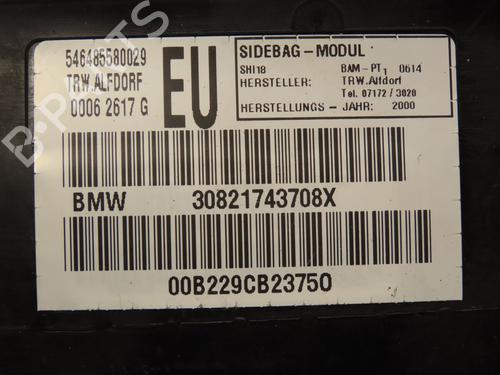 546485580029
TRW.ALFDORF
0006 2617 G
EU
SIDEBAG-MODUL
SHI18 BAM-PT1 0614
HERSTELLER: TRW.Alfdorf
Tel. 07172 / 3020
HERSTELLUNGS - JAHR: 2000
BMW 30821743708X
00B229CB23750
B-Parts